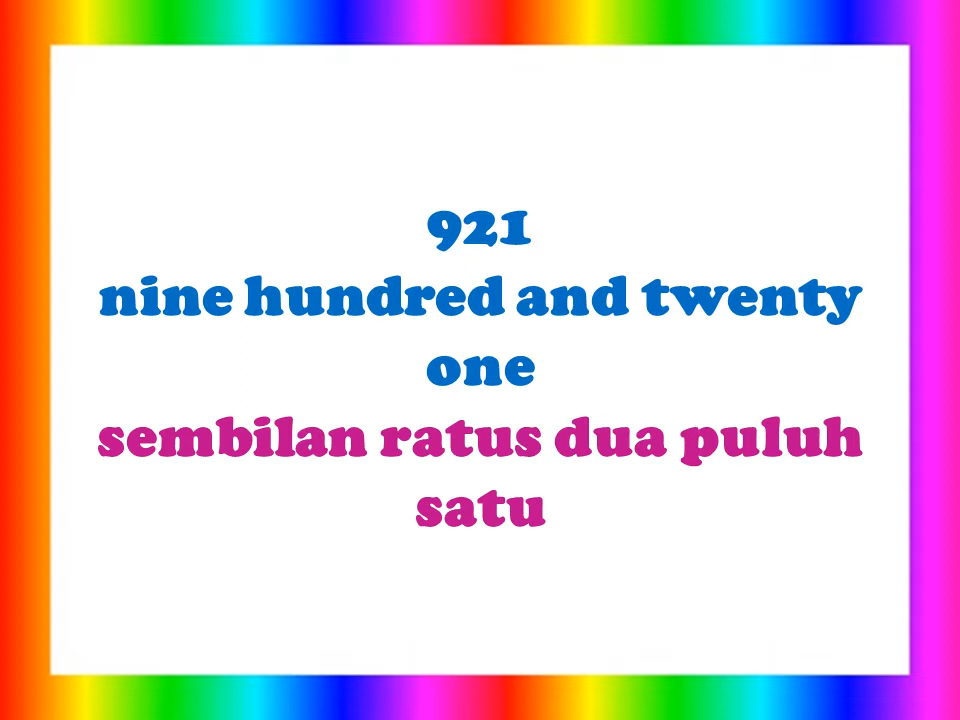 921
nine hundred and twenty
one
sembilan ratus dua puluh
satu